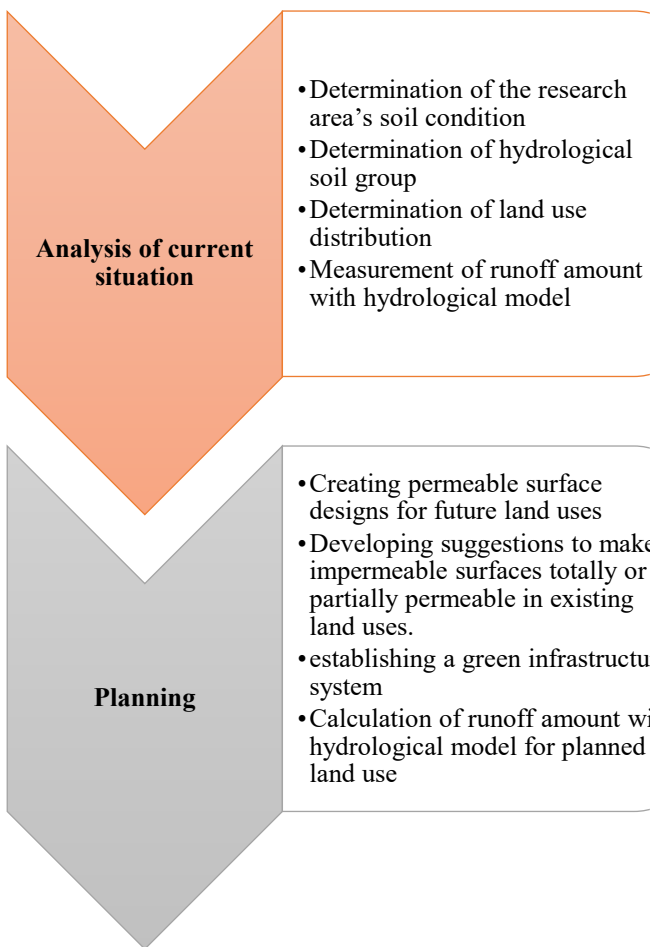 Analysis of current
situation
•Determination of the research
area’s soil condition
•Determination of hydrological
soil group
•Determination of land use
distribution
•Measurement of runoff amount
with hydrological model
Planning
•Creating permeable surface
designs for future land uses
•Developing suggestions to make
impermeable surfaces totally or
partially permeable in existing
land uses.
•establishing a green
system
•Calculation of runoff amount
hydrological model for planned
land use